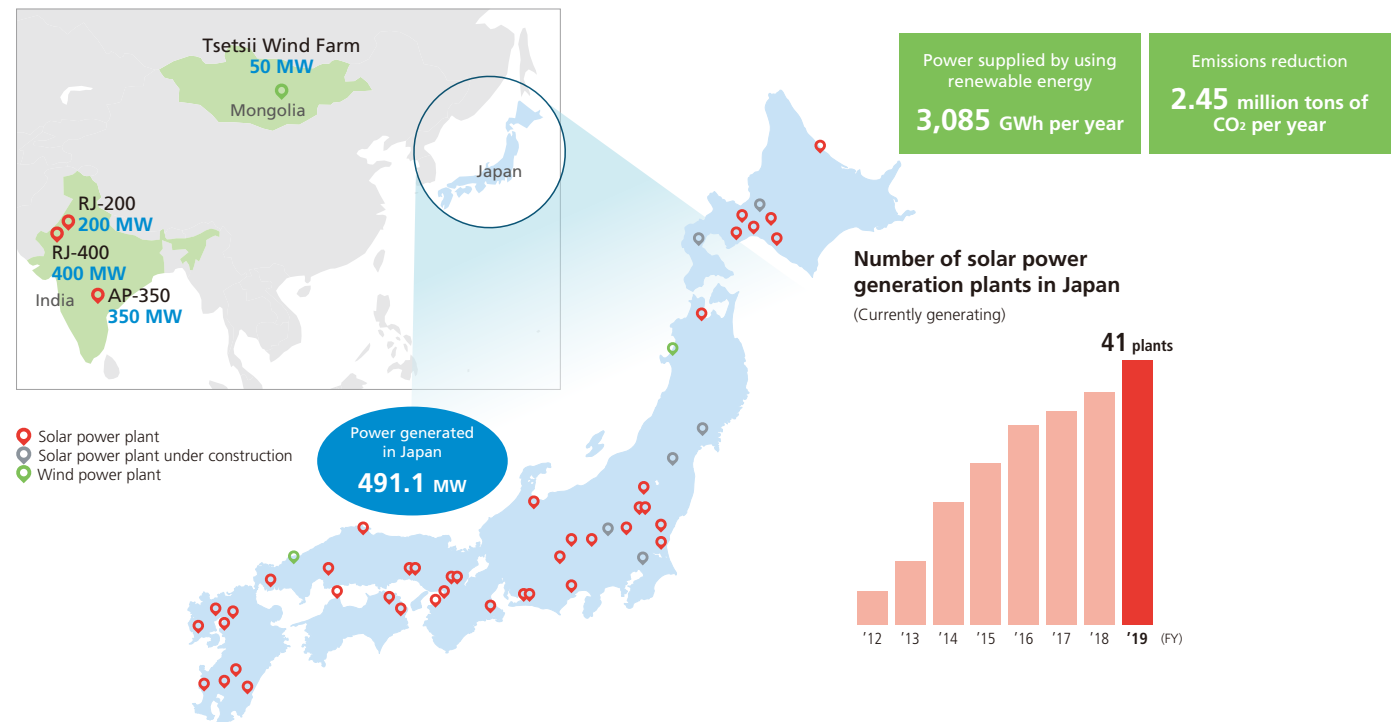 Tsetsii Wind Farm
50 MW
Mongolia
Japan
RJ-200
200 MW
RJ-400
400 MW
India
AP-350
350 MW
Solar power plant
Solar power plant under construction
Wind power plant
Power generated
in Japan
491.1 MW
Power supplied by using
renewable energy
3,085 GWh per year
Emissions reduction
2.45 million tons of
CO₂ per year
Number of solar power
generation plants in Japan
(Currently generating)
41 plants
’12 ’13 ’14 ’15 ’16 ’17 ’18 ’19 (FY)